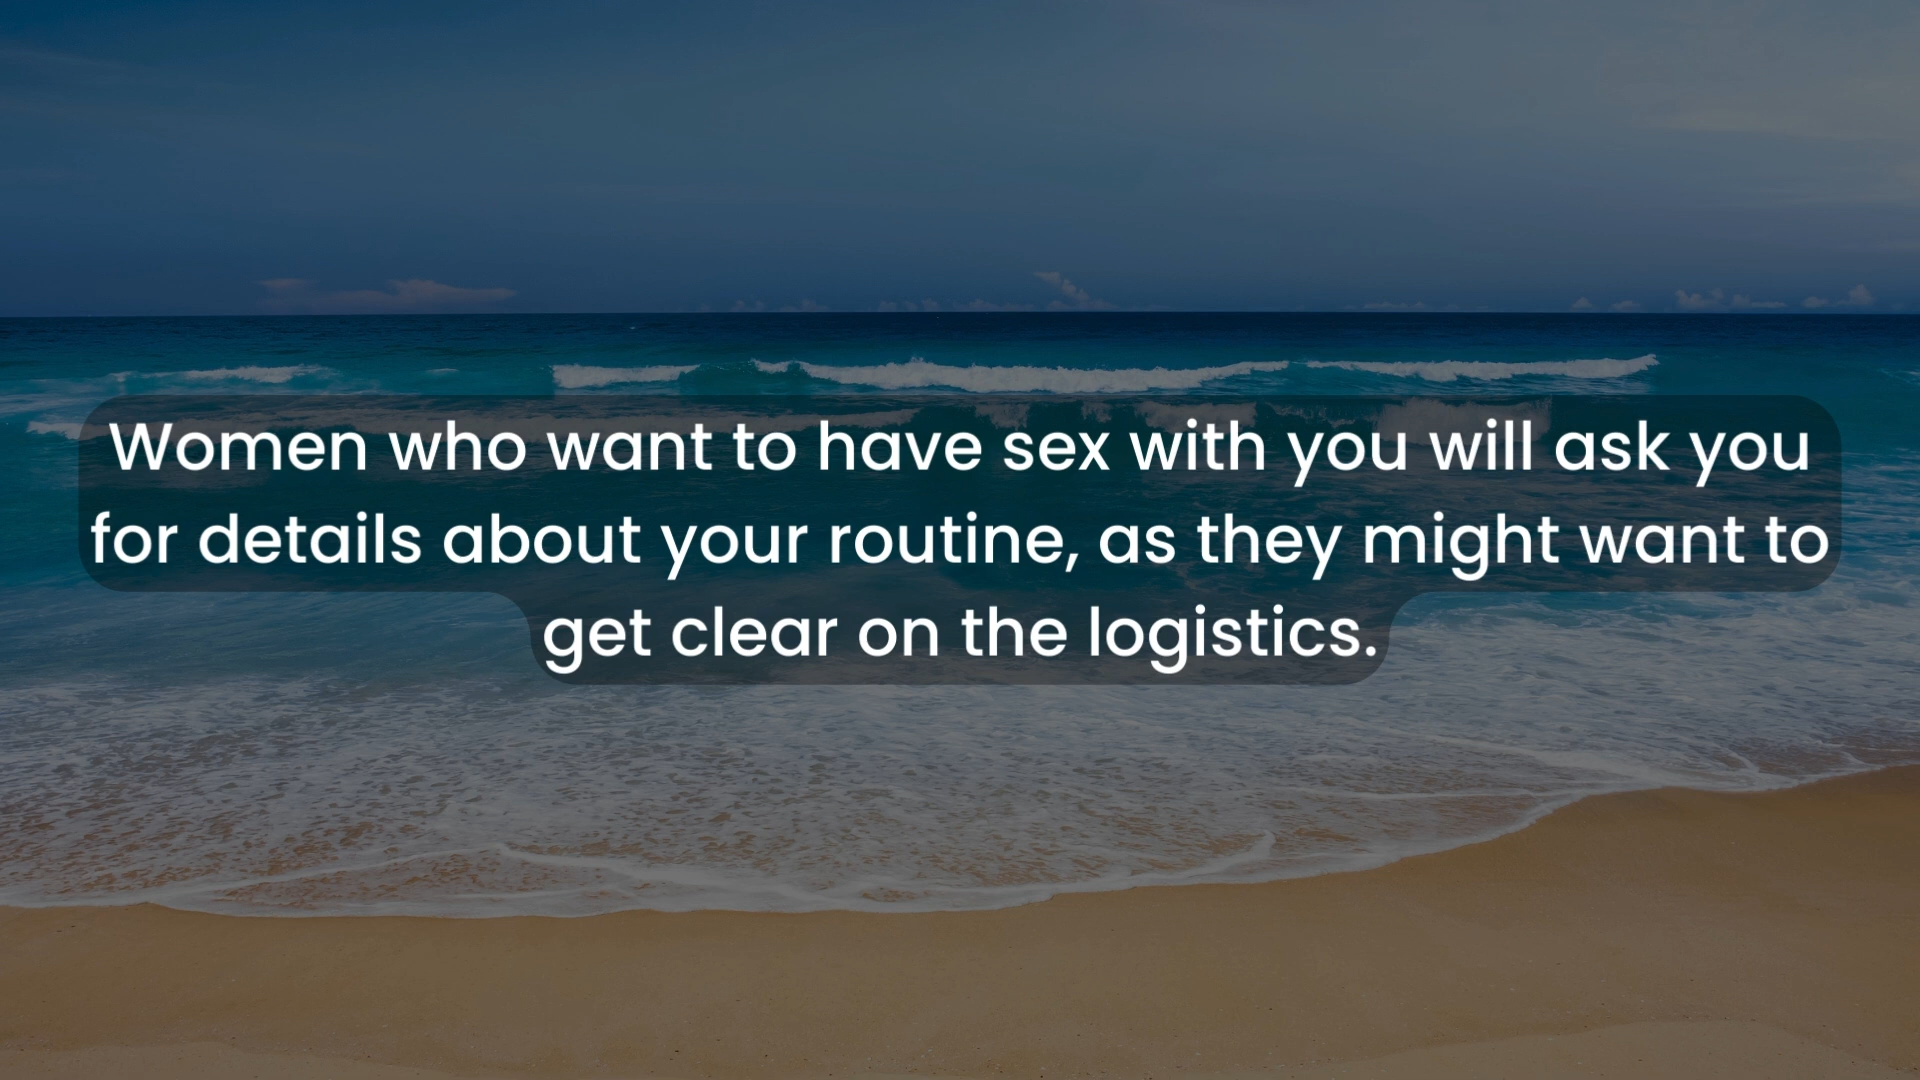 Women who want to have sex with you will ask you
for details about your routine, as they might want to
get clear on the logistics.